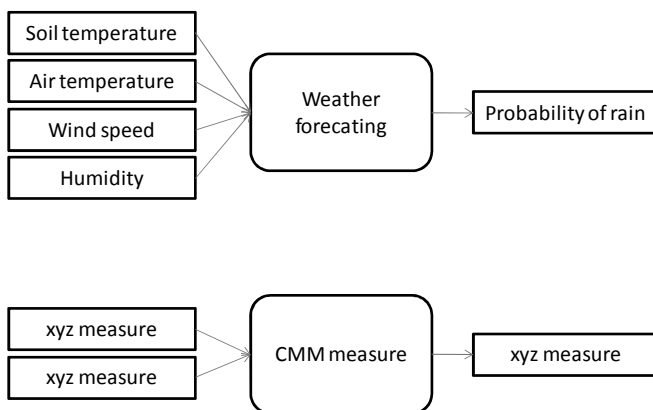 Soil temperature
Air temperature
Wind speed
Humidity
Weather
forecating
Probability of rain
xyz measure
xyz measure
CMM measure
xyz measure